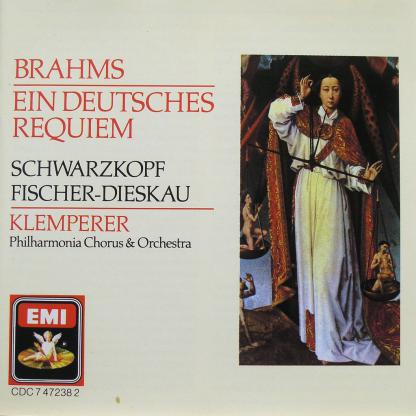 BRAHMS
EIN DEUTSCHES
REQUIEM
SCHWARZKOPF
FISCHER-DIESKAU
KLEMPERER
Philharmonia Chorus & Orchestra
EMI
CDC 7 47238 2